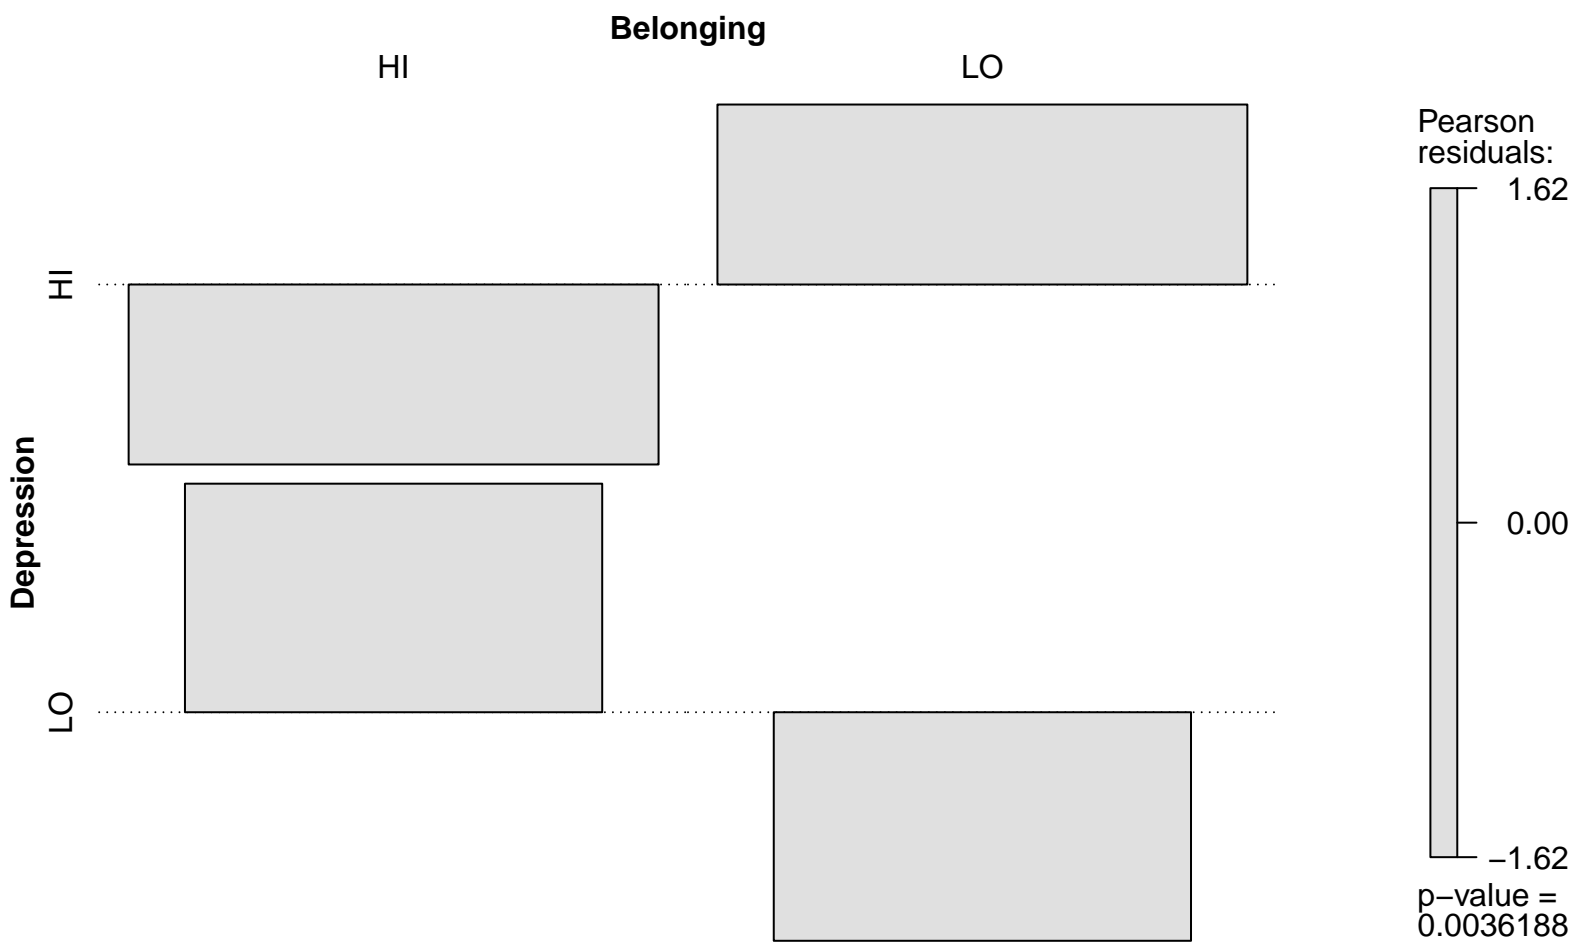 Belonging
HI LO
HI
LO
Depression
Pearson
residuals:
1.62
0.00
−1.62
p−value =
0.0036188